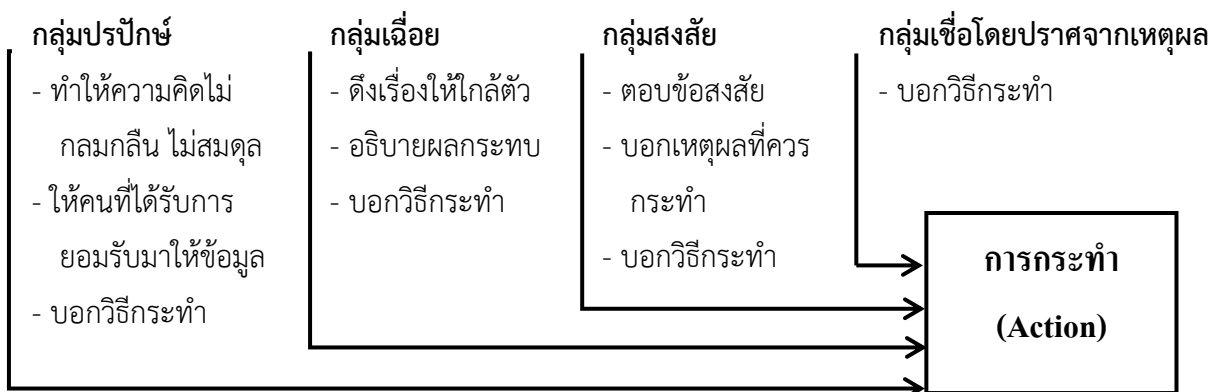 กลุ่มปรปักษ์
- ทำให้ความคิดไม่
กลมกลืน ไม่สมดุล
- ให้คนที่ได้รับการ
ยอมรับมาให้ข้อมูล
- บอกวิธีกระทำ
กลุ่มเฉื่อย
- ดึงเรื่องให้ใกล้ตัว
- อธิบายผลกระทบ
- บอกวิธีกระทำ
กลุ่มสงสัย
- ตอบข้อสงสัย
- บอกเหตุผลที่ควร
กระทำ
- บอกวิธีกระทำ
กลุ่มเชื่อโดยปราศจากเหตุผล
- บอกวิธีกระทำ
การกระทำ
(Action)